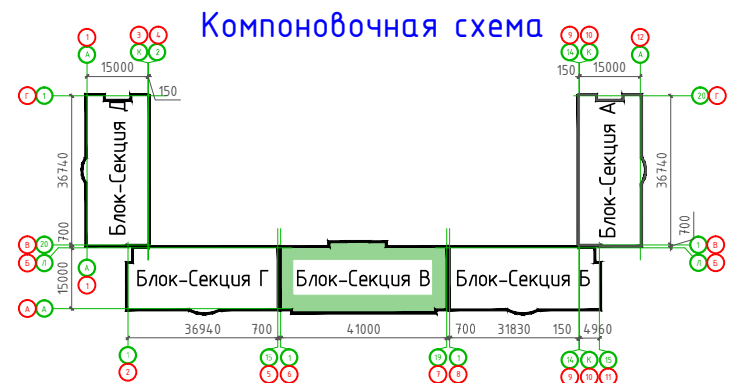 Компоновочная схема
1 3 4 9 10 12
А К 2 14 К А
15000 150 15000
150
Г 1 20 Г
Блок-Секция Д
Блок-Секция А
36740
36740
700
700
В 20 1 В
Б Л Л Б
А
1
15000
Блок-Секция Г Блок-Секция В Блок-Секция Б
А А
36940 700 41000 700 31830 150 4960
1 15 1 19 1 14 К 15
2 5 6 7 8 9 10 11